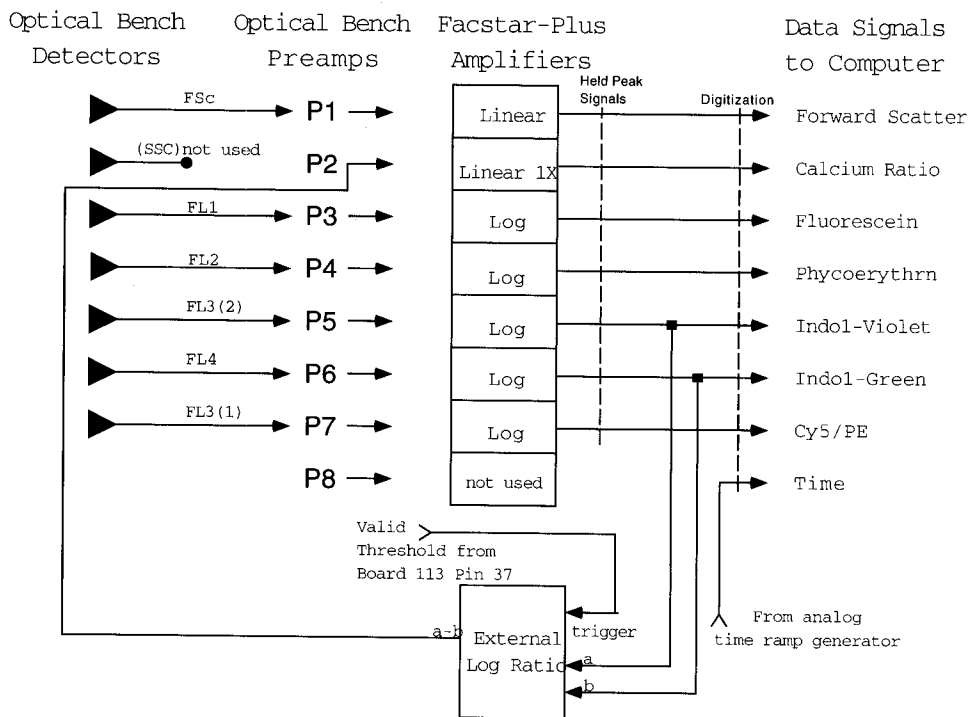 Optical Bench Detectors
Optical Bench Preamps
Facstar-Plus Amplifiers
Data Signals to Computer
Held Peak Signals
Digitization
FSc
P1
Linear
Forward Scatter
(SSC)not used
P2
Linear 1X
Calcium Ratio
FL1
P3
Log
Fluorescein
FL2
P4
Log
Phycoerythrn
FL3(2)
P5
Log
Indo1-Violet
FL4
P6
Log
Indo1-Green
FL3(1)
P7
Log
Cy5/PE
P8
not used
Time
Valid
Threshold from
Board 113 Pin 37
a-b
External
Log Ratio
trigger
a
b
From analog
time ramp generator